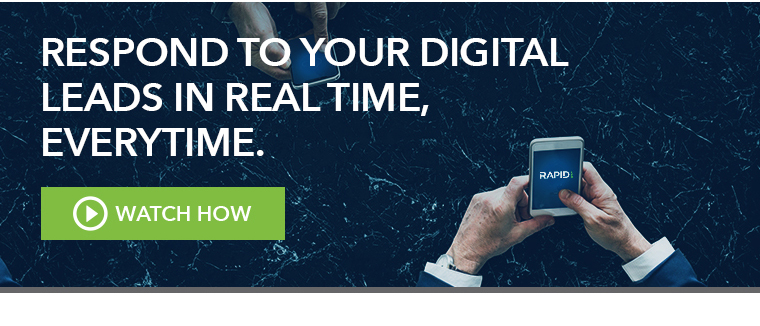 RESPOND TO YOUR DIGITAL
LEADS IN REAL TIME,
EVERYTIME.
WATCH HOW
RAPID